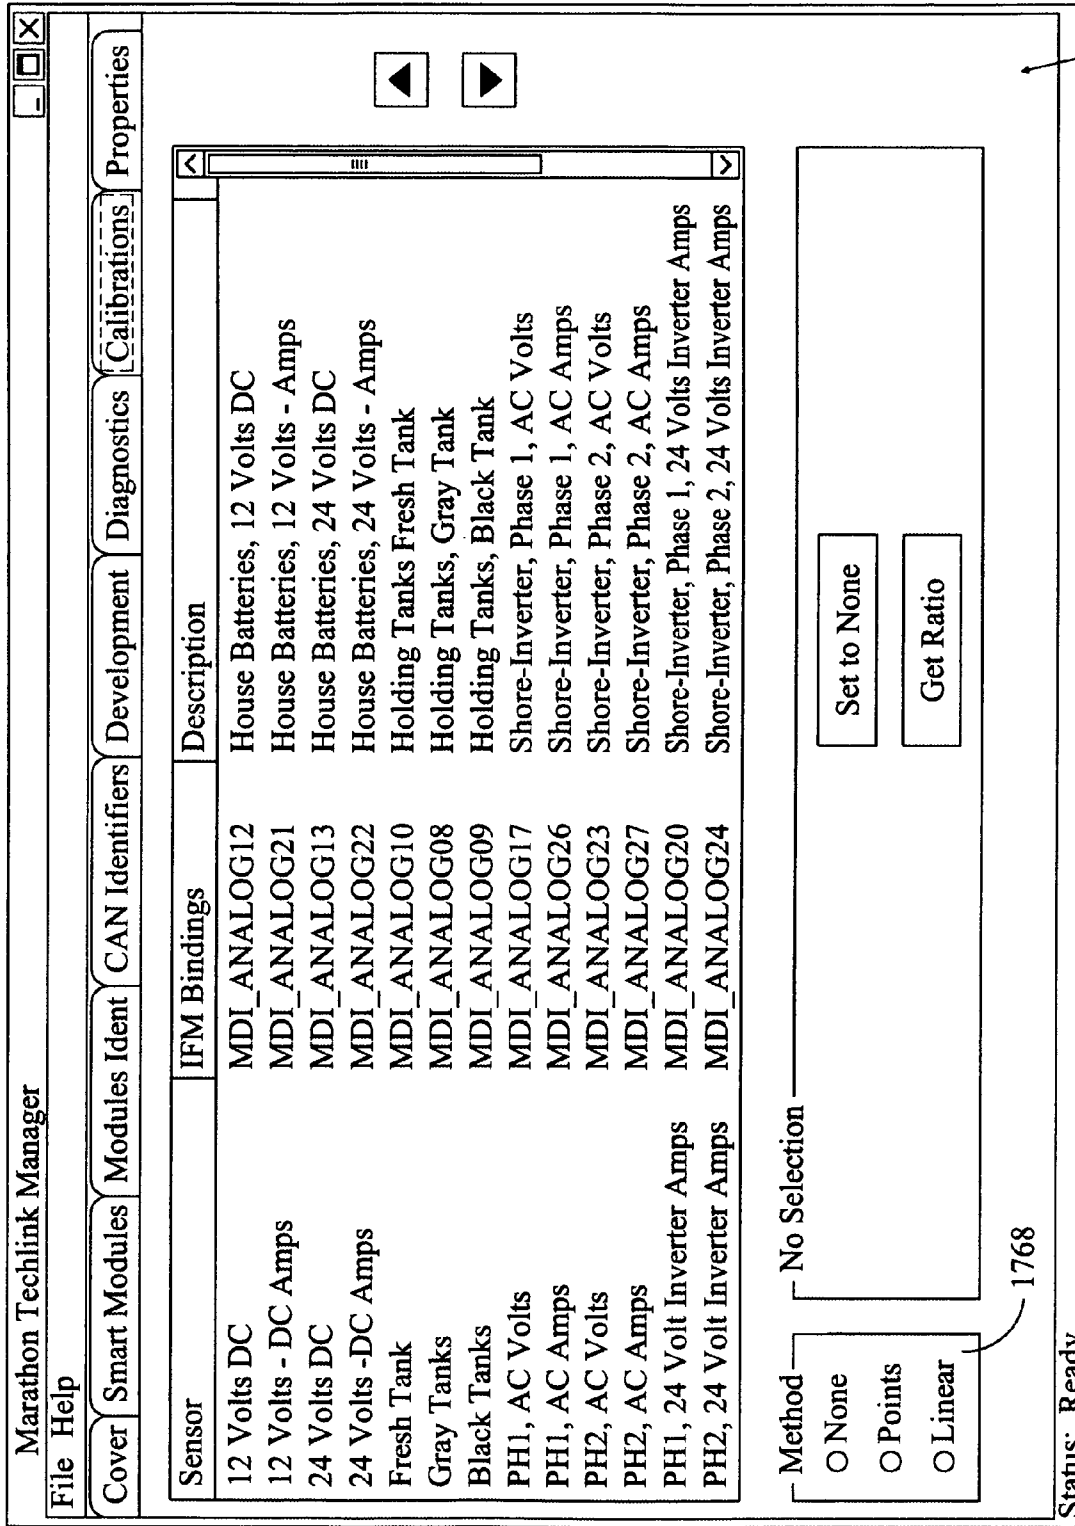 Marathon Techlink Manager
File Help
Cover Smart Modules Modules Ident CAN Identifiers Development Diagnostics Calibrations Properties
Sensor IFM Bindings Description
12 Volts DC MDI_ANALOG12 House Batteries, 12 Volts DC
12 Volts - DC Amps MDI_ANALOG21 House Batteries, 12 Volts - Amps
24 Volts DC MDI_ANALOG13 House Batteries, 24 Volts DC
24 Volts -DC Amps MDI_ANALOG22 House Batteries, 24 Volts - Amps
Fresh Tank MDI_ANALOG10 Holding Tanks Fresh Tank
Gray Tanks MDI_ANALOG08 Holding Tanks, Gray Tank
Black Tanks MDI_ANALOG09 Holding Tanks, Black Tank
PH1, AC Volts MDI_ANALOG17 Shore-Inverter, Phase 1, AC Volts
PH1, AC Amps MDI_ANALOG26 Shore-Inverter, Phase 1, AC Amps
PH2, AC Volts MDI_ANALOG23 Shore-Inverter, Phase 2, AC Volts
PH2, AC Amps MDI_ANALOG27 Shore-Inverter, Phase 2, AC Amps
PH1, 24 Volt Inverter Amps MDI_ANALOG20 Shore-Inverter, Phase 1, 24 Volts Inverter Amps
PH2, 24 Volt Inverter Amps MDI_ANALOG24 Shore-Inverter, Phase 2, 24 Volts Inverter Amps
Method
None
Points
Linear
1768
No Selection
Set to None
Get Ratio
Status: Ready